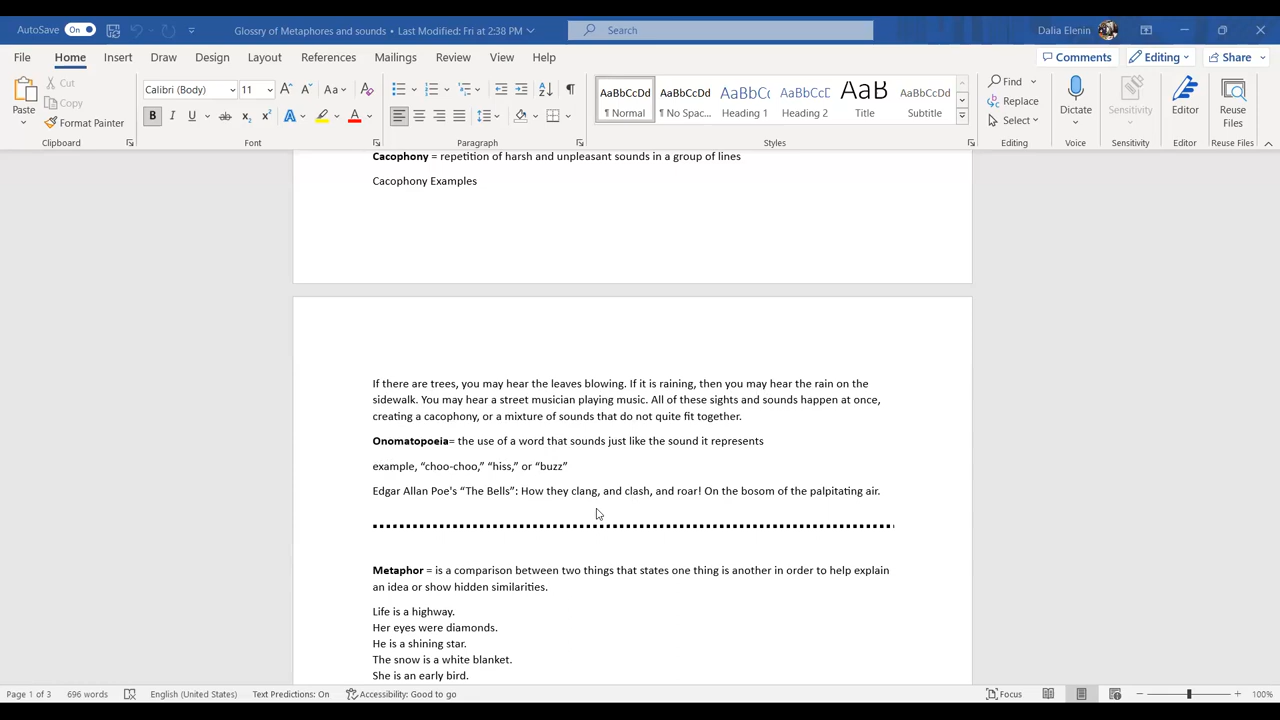 AutoSave On Glossry of Metaphores and sounds • Last Modified: Fri at 2:38 PM Search Dalia Elenin
File Home Insert Draw Design Layout References Mailings Review View Help Comments Editing Share
Paste Cut Copy Format Painter
Calibri (Body) 11
AaBbCcDd ¶ Normal
AaBbCcDd ¶ No Spac...
AaBbCc Heading 1
AaBbCcD Heading 2
AaB Title
AaBbCcDd Subtitle
Find Replace Select
Dictate Sensitivity Editor Reuse Files
Clipboard Font Paragraph Styles Editing Voice Sensitivity Editor Reuse Files
Cacophony = repetition of harsh and unpleasant sounds in a group of lines
Cacophony Examples
If there are trees, you may hear the leaves blowing. If it is raining, then you may hear the rain on the
sidewalk. You may hear a street musician playing music. All of these sights and sounds happen at once,
creating a cacophony, or a mixture of sounds that do not quite fit together.
Onomatopoeia= the use of a word that sounds just like the sound it represents
example, “choo-choo,” “hiss,” or “buzz”
Edgar Allan Poe's “The Bells”: How they clang, and clash, and roar! On the bosom of the palpitating air.
Metaphor = is a comparison between two things that states one thing is another in order to help explain
an idea or show hidden similarities.
Life is a highway.
Her eyes were diamonds.
He is a shining star.
The snow is a white blanket.
She is an early bird.
Page 1 of 3 696 words English (United States) Text Predictions: On Accessibility: Good to go Focus 100%